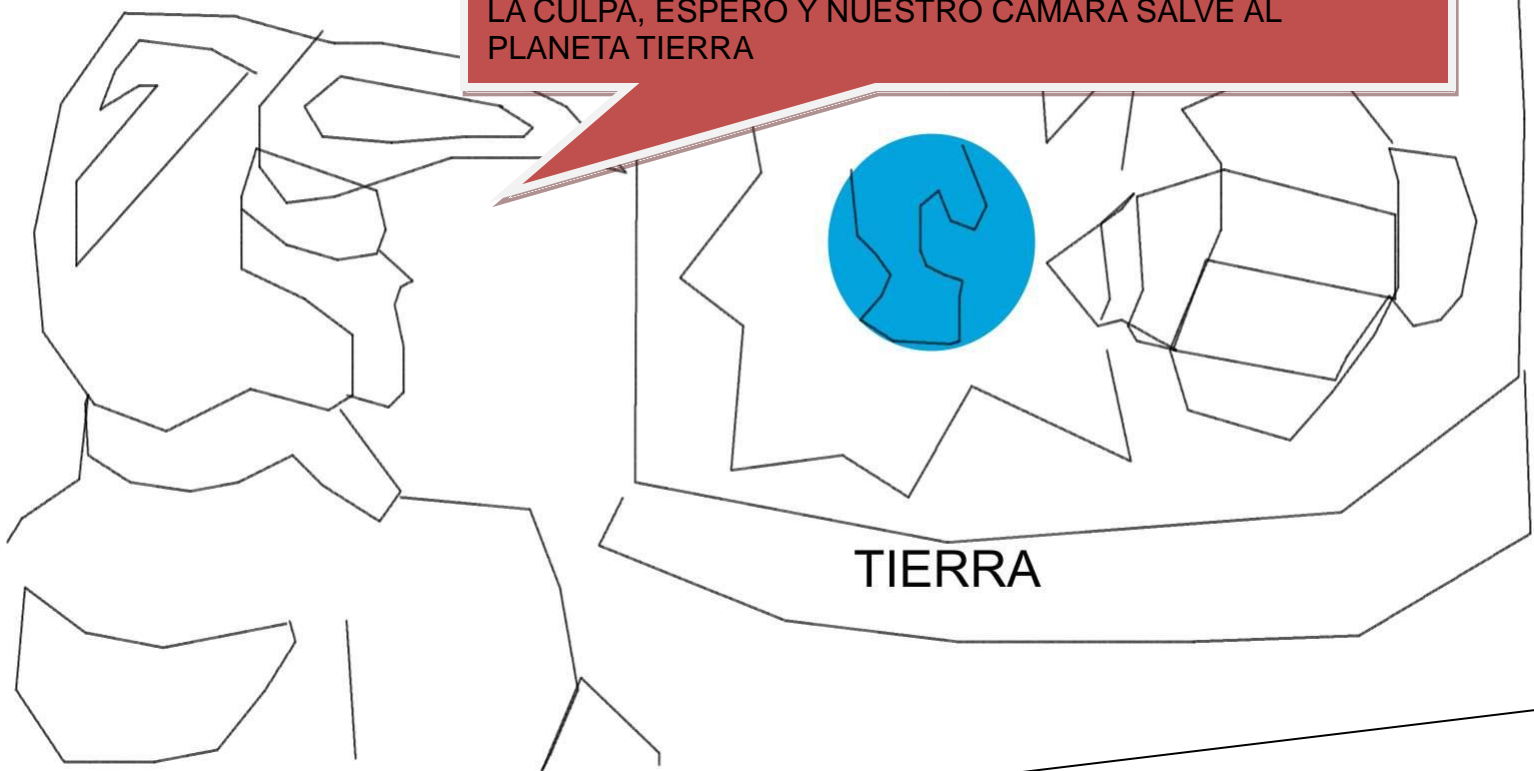 LA CULPA, ESPERO Y NUESTRO CAMARA SALVE AL
PLANETA TIERRA
TIERRA